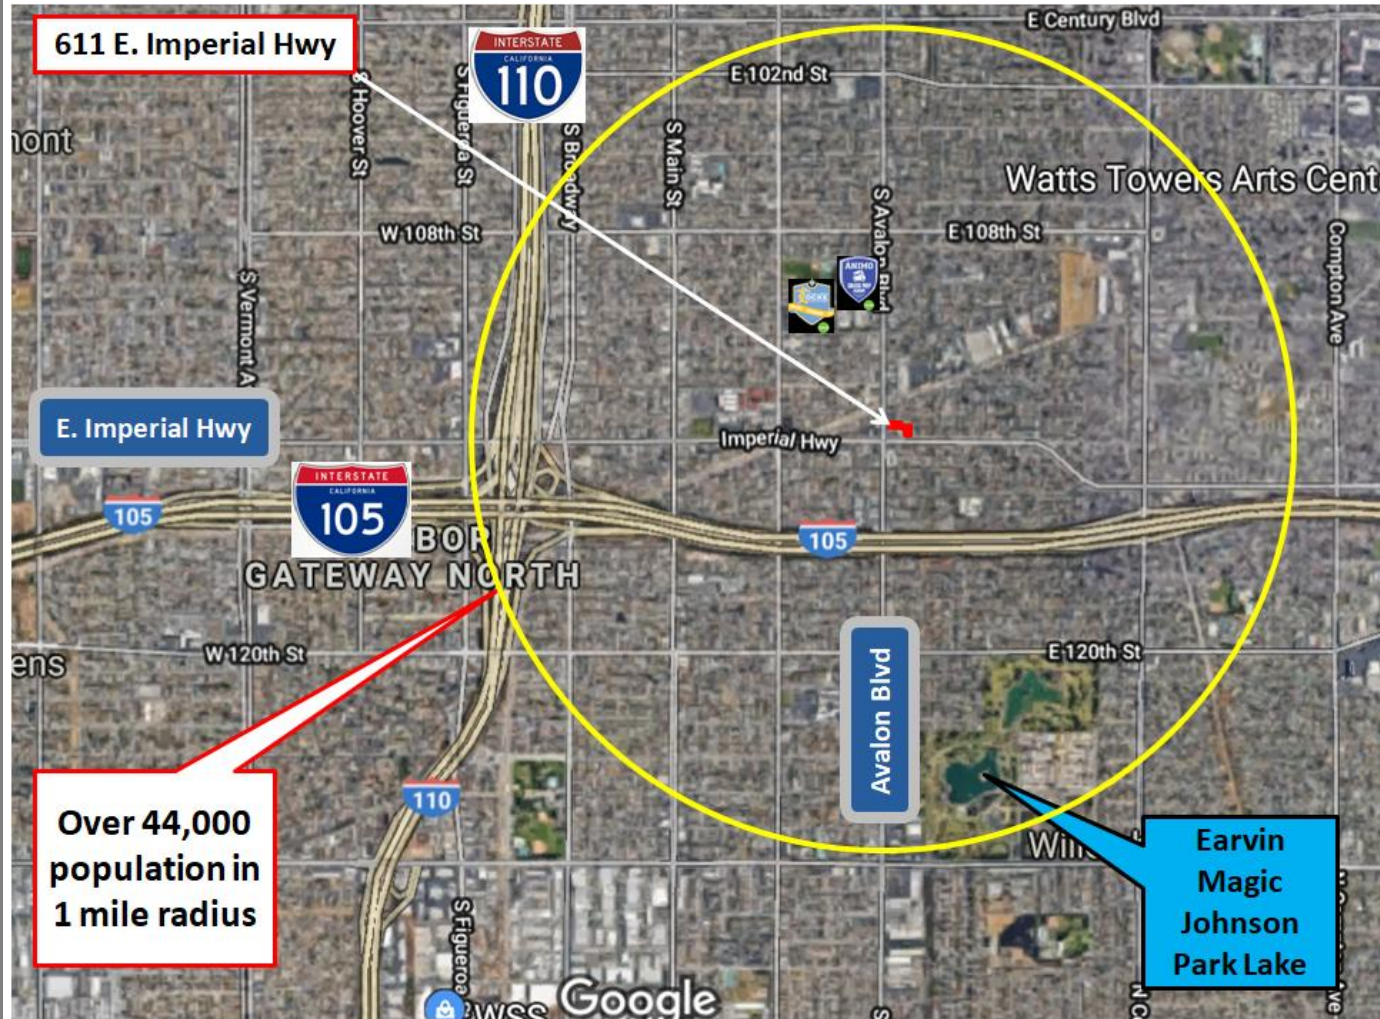 611 E. Imperial Hwy
INTERSTATE
CALIFORNIA
110
E Century Blvd
E 102nd St
S Hoover St
S Figueroa St
S Broadway
S Main St
mont
Watts Towers Arts Cent
S Avalon Blvd
W 108th St
E 108th St
Compton Ave
S Vermont A
ANIMO
E. Imperial Hwy
Imperial Hwy
INTERSTATE
CALIFORNIA
105
105
105
BOR
GATEWAY NORTH
W 120th St
E 120th St
ens
Avalon Blvd
Over 44,000
population in
1 mile radius
110
Earvin
Magic
Johnson
Park Lake
S Figueroa
WSS
Google